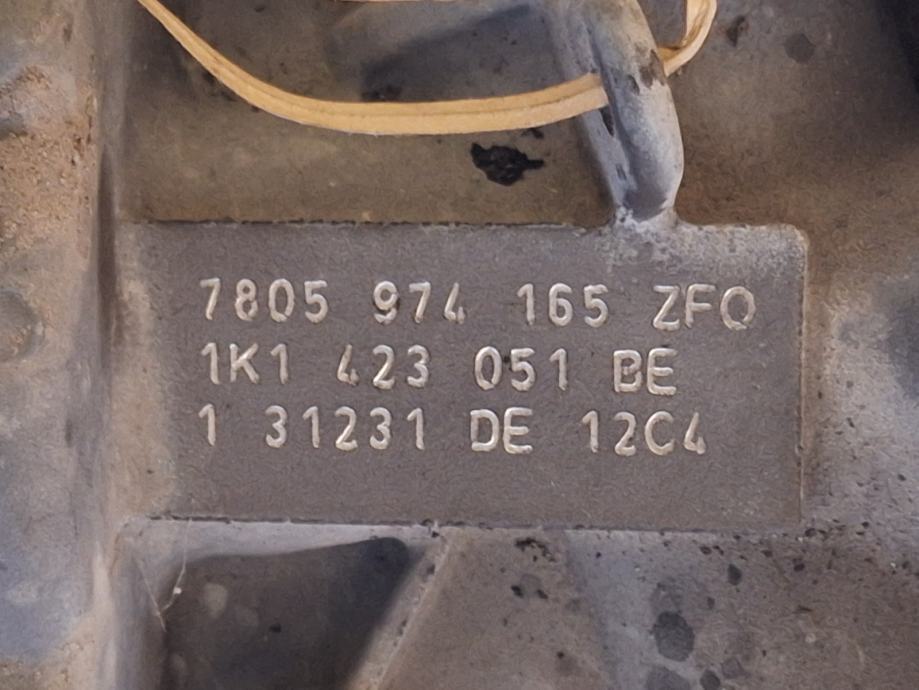 7805 974 165 ZFO
1K1 423 051 BE
1 31231 DE 12C4